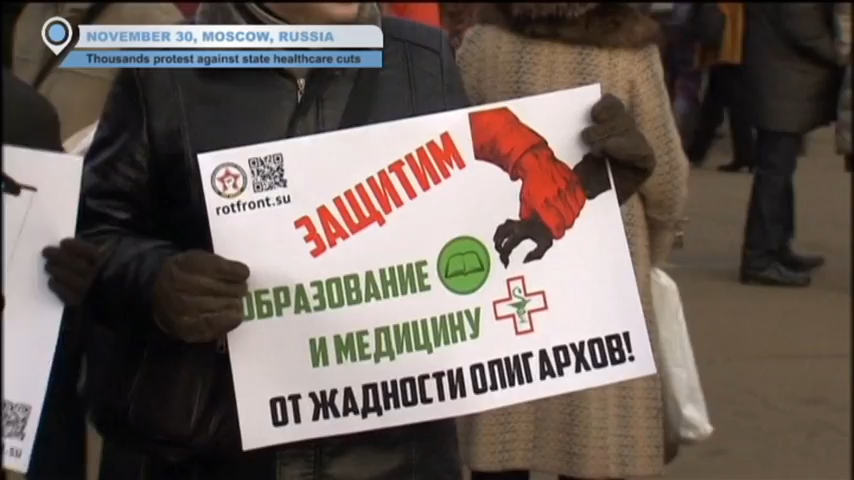 NOVEMBER 30, MOSCOW, RUSSIA
Thousands protest against state healthcare cuts
rotfront.su
ЗАЩИТИМ
ОБРАЗОВАНИЕ
И МЕДИЦИНУ
ОТ ЖАДНОСТИ ОЛИГАРХОВ!